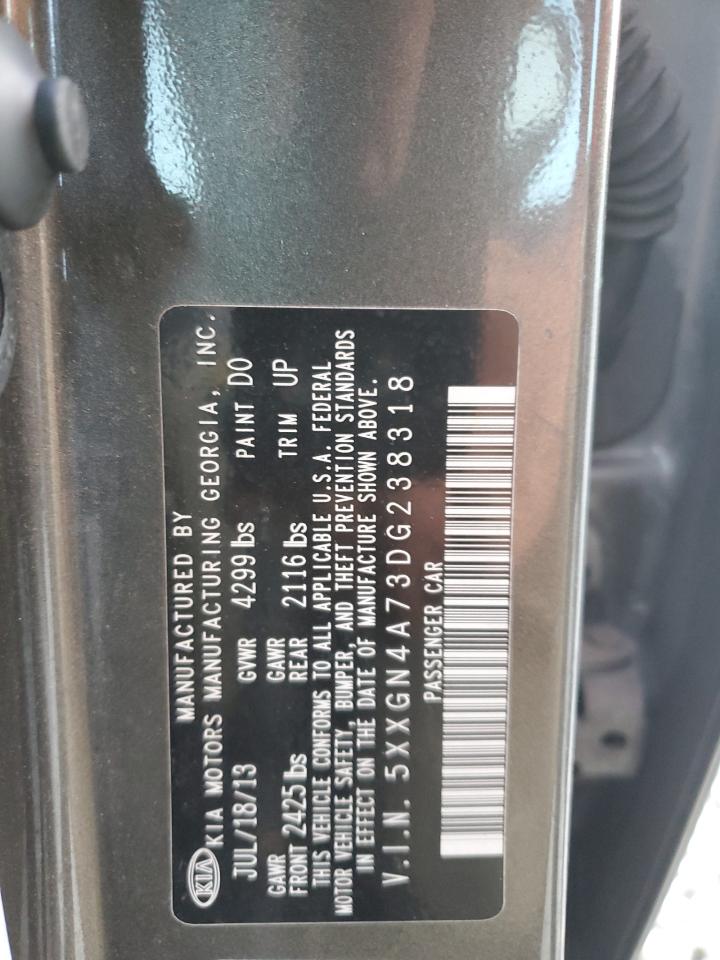 MANUFACTURED BY
KIA KIA MOTORS MANUFACTURING GEORGIA, INC.
JUL/18/13 GVWR 4299 lbs PAINT D0
GAWR GAWR
FRONT 2425 lbs REAR 2116 lbs TRIM UP
THIS VEHICLE CONFORMS TO ALL APPLICABLE U.S.A. FEDERAL
MOTOR VEHICLE SAFETY, BUMPER, AND THEFT PREVENTION STANDARDS
IN EFFECT ON THE DATE OF MANUFACTURE SHOWN ABOVE.
V.I.N. 5XXGN4A73DG238318
PASSENGER CAR